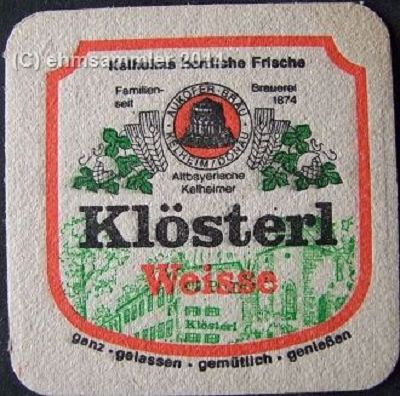 (C) ehmsa
Kelheims köstliche Frische
Familien- Brauerei
seit 1874
AUKOFER-BRÄU
KELHEIM/DONAU
Altbayerische
Kelheimer
Klösterl
Weisse
Klösterl
ganz · gelassen · gemütlich · genießen